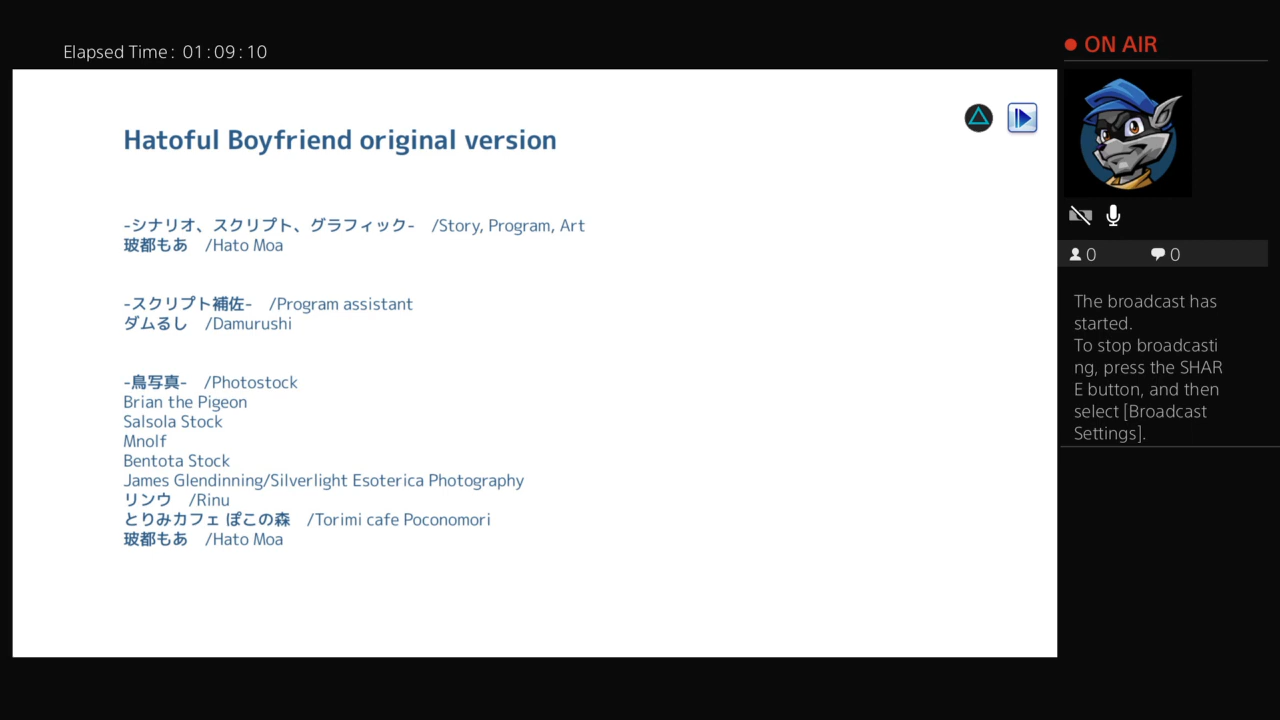 Elapsed Time: 01:09:10
ON AIR
Hatoful Boyfriend original version
-シナリオ、スクリプト、グラフィック- /Story, Program, Art
玻都もあ /Hato Moa
-スクリプト補佐- /Program assistant
ダムるし /Damurushi
-鳥写真- /Photostock
Brian the Pigeon
Salsola Stock
Mnolf
Bentota Stock
James Glendinning/Silverlight Esoterica Photography
リンウ /Rinu
とりみカフェ ぽこの森 /Torimi cafe Poconomori
玻都もあ /Hato Moa
0
0
The broadcast has
started.
To stop broadcasti
ng, press the SHAR
E button, and then
select [Broadcast
Settings].